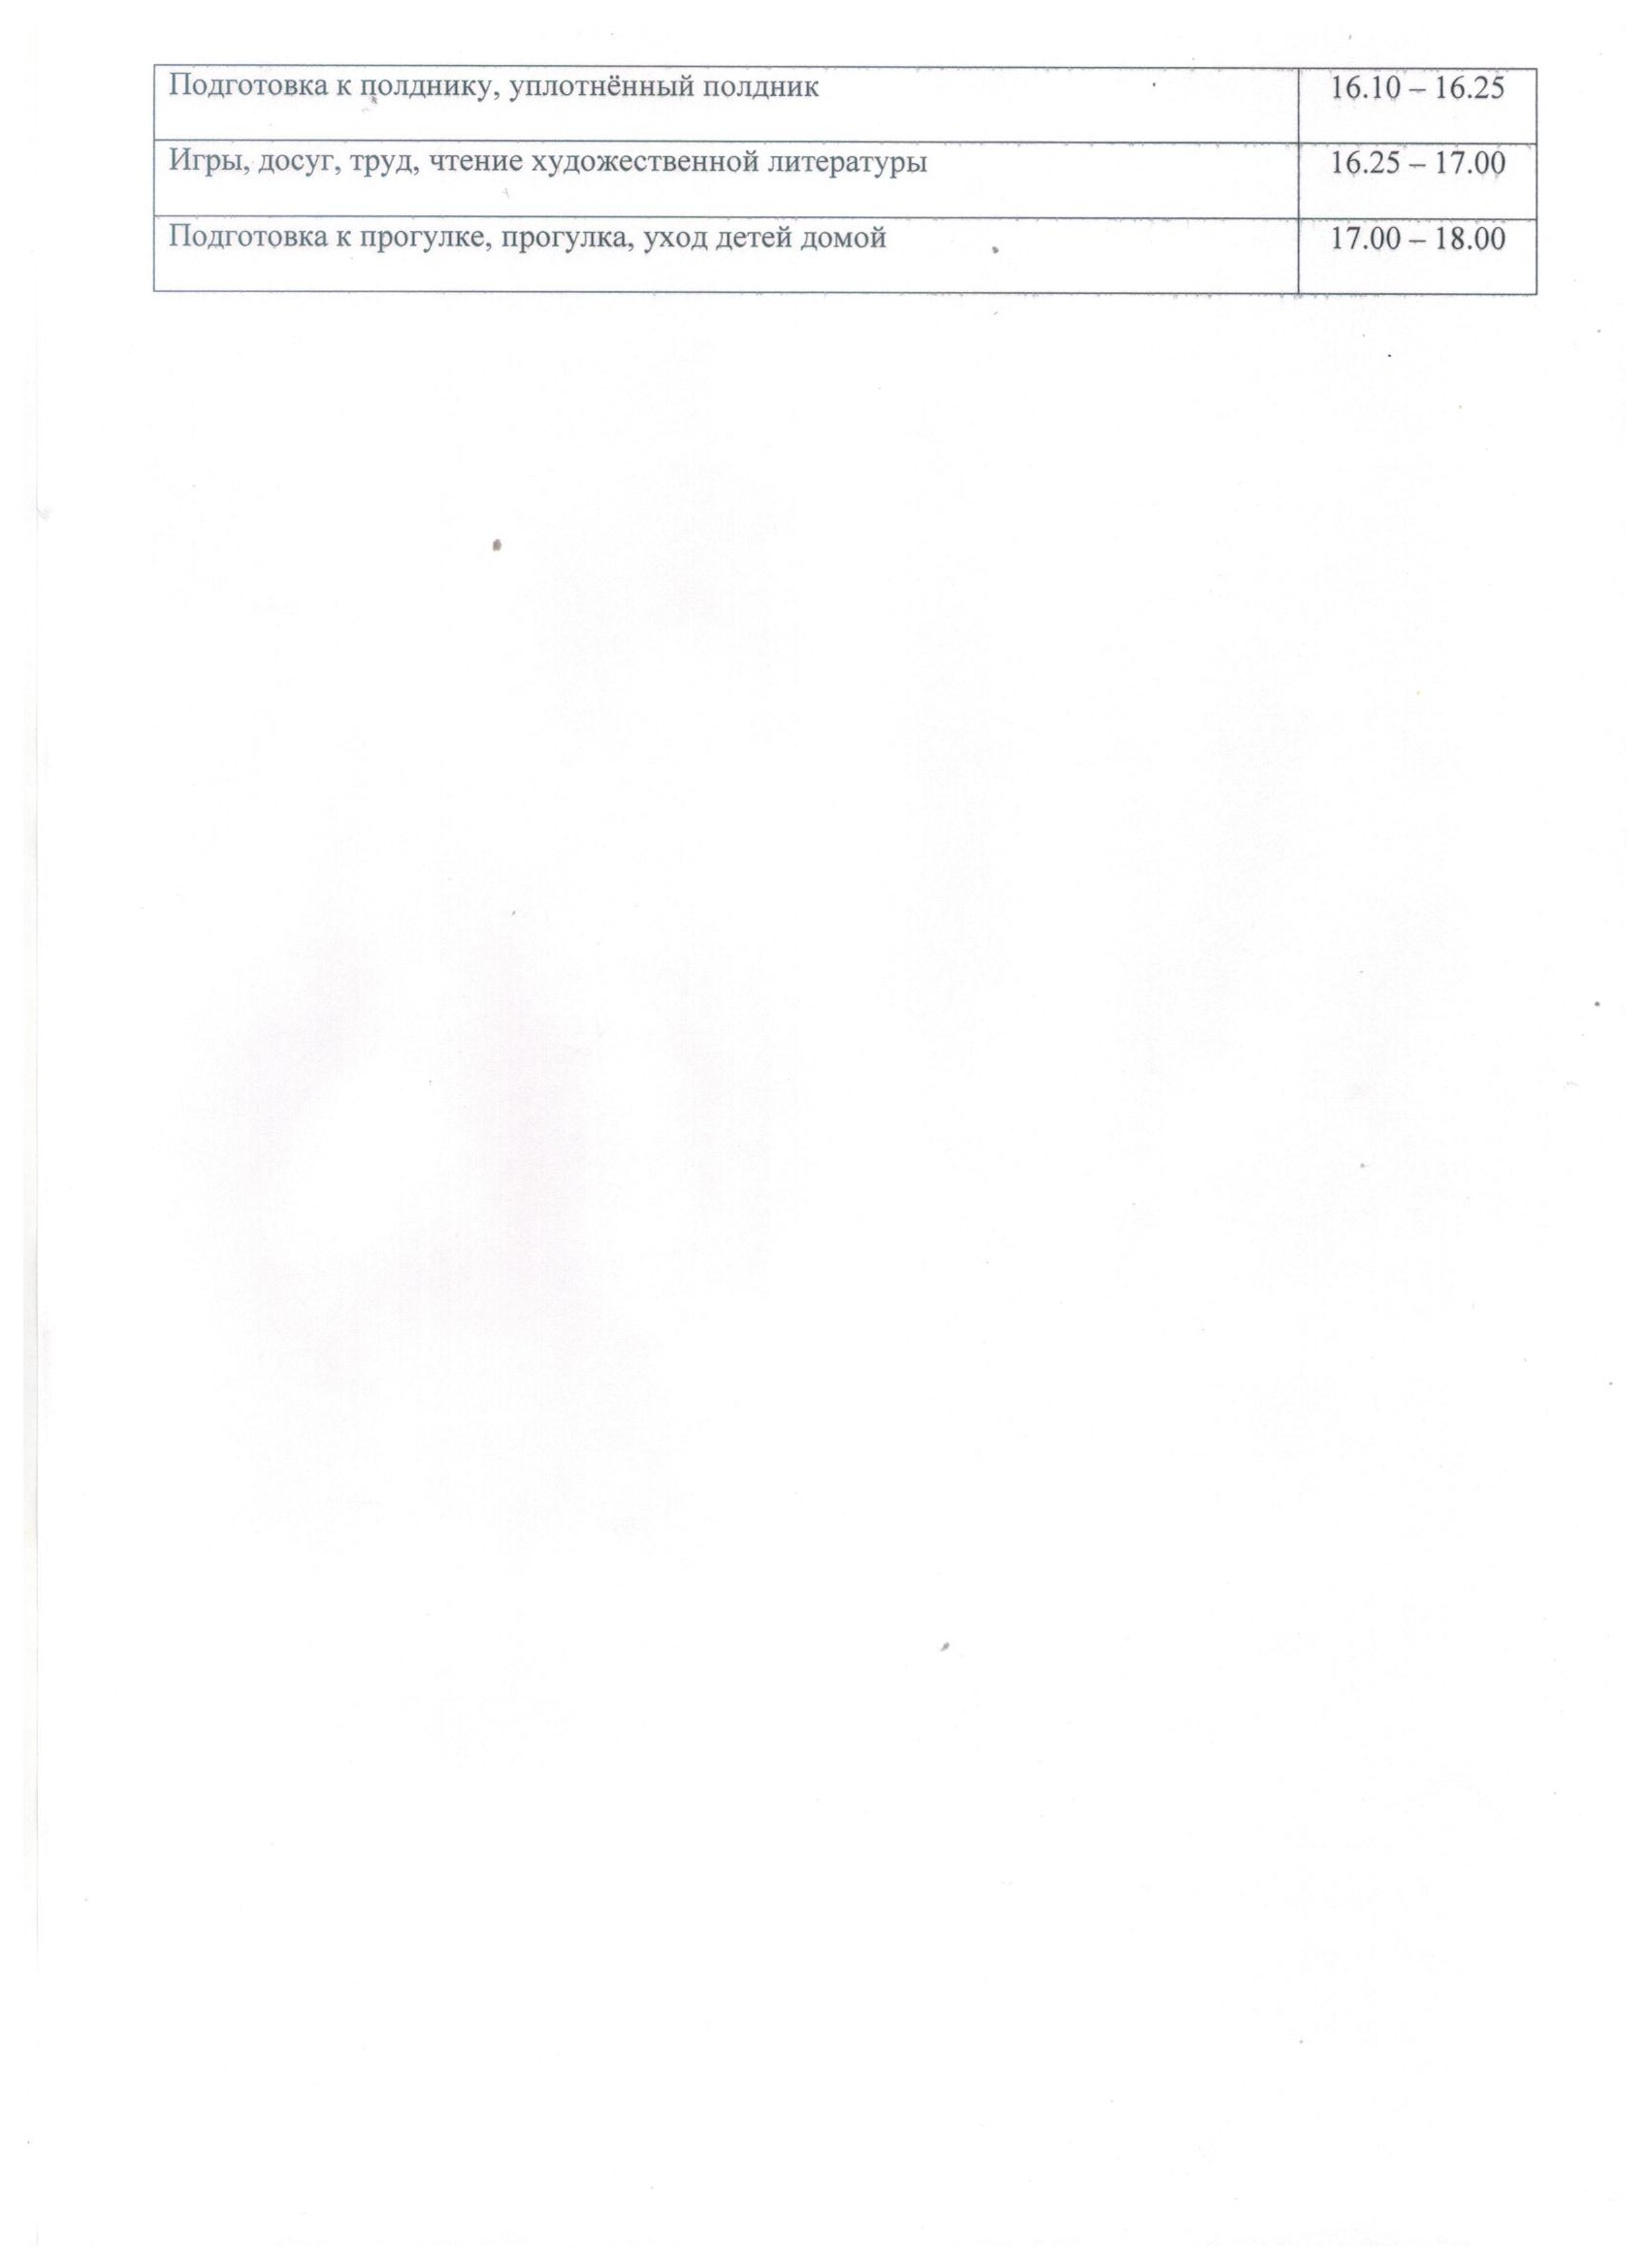 Подготовка к полднику, уплотнённый полдник 16.10 – 16.25
Игры, досуг, труд, чтение художественной литературы 16.25 – 17.00
Подготовка к прогулке, прогулка, уход детей домой 17.00 – 18.00